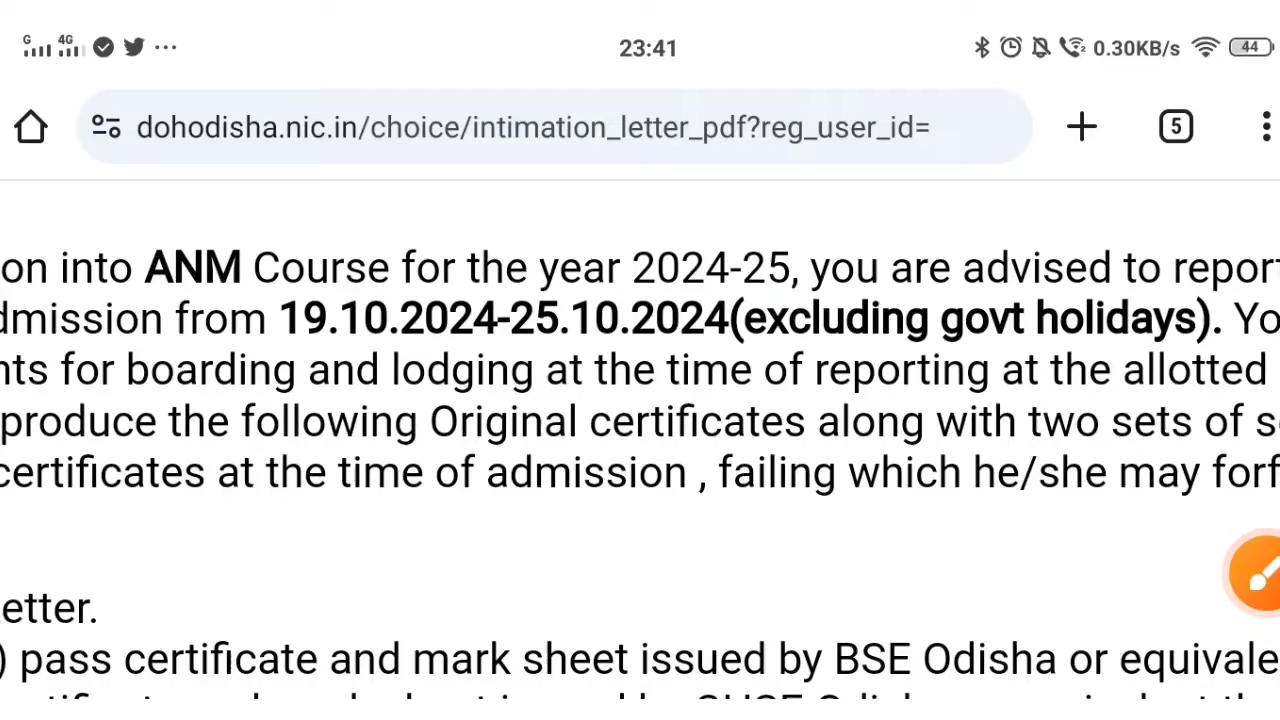 G 4G 23:41 0.30KB/s 44
dohodisha.nic.in/choice/intimation_letter_pdf?reg_user_id= 5
on into ANM Course for the year 2024-25, you are advised to report
dmission from 19.10.2024-25.10.2024(excluding govt holidays). Yo
nts for boarding and lodging at the time of reporting at the allotted
produce the following Original certificates along with two sets of s
certificates at the time of admission , failing which he/she may forf
etter.
) pass certificate and mark sheet issued by BSE Odisha or equivale